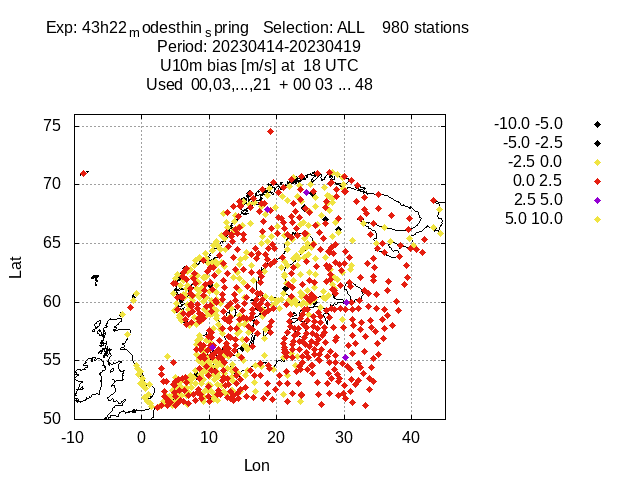 Exp: 43h22modesthinspring Selection: ALL 980 stations
Period: 20230414-20230419
U10m bias [m/s] at 18 UTC
Used 00,03,...,21 + 00 03 ... 48
-10.0 -5.0
-5.0 -2.5
-2.5 0.0
0.0 2.5
2.5 5.0
5.0 10.0
75
70
65
60
55
50
Lat
-10 0 10 20 30 40
Lon